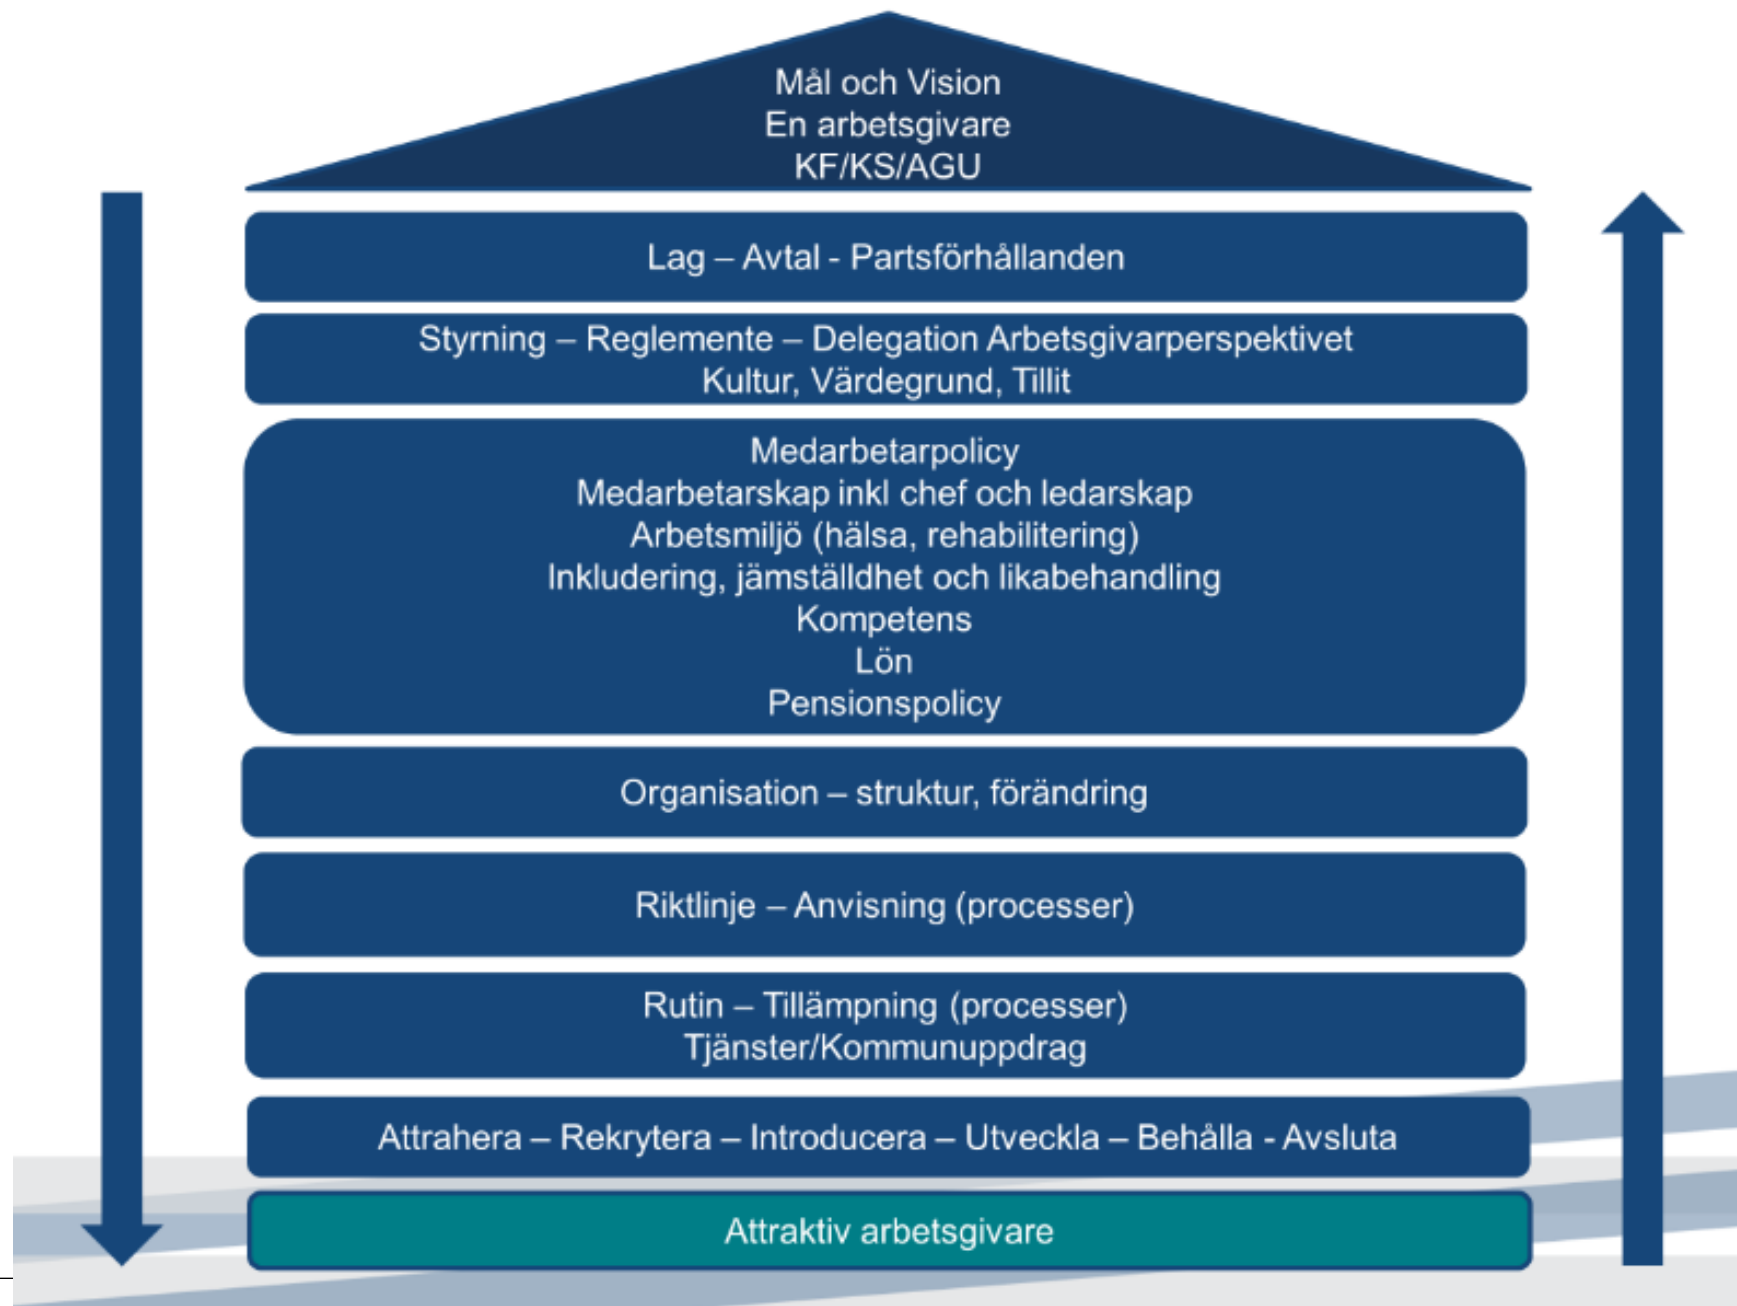 Mål och Vision
En arbetsgivare
KF/KS/AGU
Lag – Avtal - Partsförhållanden
Styrning – Reglemente – Delegation Arbetsgivarperspektivet
Kultur, Värdegrund, Tillit
Medarbetarpolicy
Medarbetarskap inkl chef och ledarskap
Arbetsmiljö (hälsa, rehabilitering)
Inkludering, jämställdhet och likabehandling
Kompetens
Lön
Pensionspolicy
Organisation – struktur, förändring
Riktlinje – Anvisning (processer)
Rutin – Tillämpning (processer)
Tjänster/Kommunuppdrag
Attrahera – Rekrytera – Introducera – Utveckla – Behålla - Avsluta
Attraktiv arbetsgivare